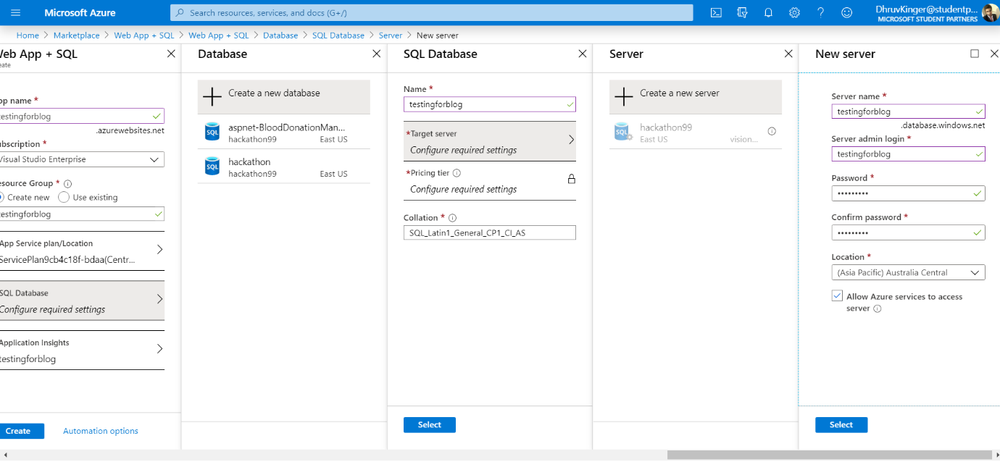 Microsoft Azure
Search resources, services, and docs (G+/)
DhruvKinger@studentp...
MICROSOFT STUDENT PARTNERS
Home > Marketplace > Web App + SQL > Web App + SQL > Database > SQL Database > Server > New server
Web App + SQL
eate
pp name *
testingforblog
.azurewebsites.net
ubscription *
Visual Studio Enterprise
esource Group *
Create new
Use existing
testingforblog
App Service plan/Location
ServicePlan9cb4c18f-bdaa(Centr...
SQL Database
Configure required settings
Application Insights
testingforblog
Create
Automation options
Database
Create a new database
SQL
aspnet-BloodDonationMan...
hackathon99
East US
SQL
hackathon
hackathon99
East US
SQL Database
Name *
testingforblog
*Target server
Configure required settings
*Pricing tier
Configure required settings
Collation *
SQL_Latin1_General_CP1_CI_AS
Select
Server
Create a new server
SQL
hackathon99
East US
vision...
New server
Server name *
testingforblog
.database.windows.net
Server admin login *
testingforblog
Password *
•••••••••
Confirm password *
•••••••••
Location *
(Asia Pacific) Australia Central
Allow Azure services to access
server
Select